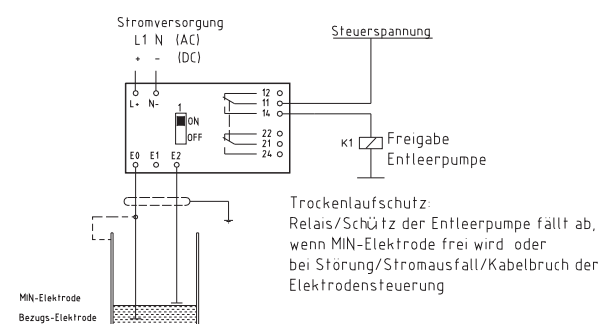 Stromversorgung
L1 N (AC)
+ - (DC)
Steuerspannung
L+ N-
1
ON
OFF
12
11
14
22
21
24
E0 E1 E2
K1
Freigabe
Entleerpumpe
Trockenlaufschutz:
Relais/Schütz der Entleerpumpe fällt ab,
wenn MIN-Elektrode frei wird oder
bei Störung/Stromausfall/Kabelbruch der
Elektrodensteuerung
MIN-Elektrode
Bezugs-Elektrode